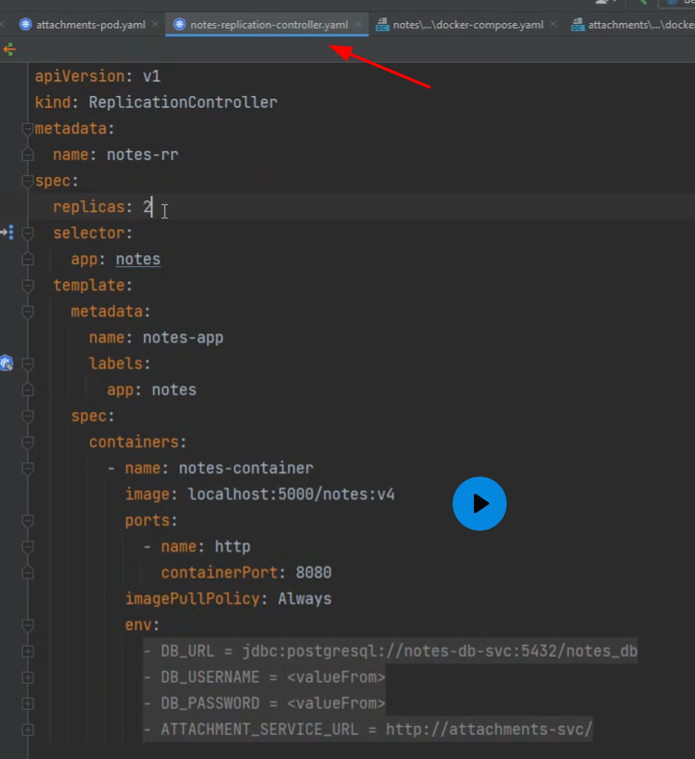 attachments-pod.yaml notes-replication-controller.yaml notes\...\docker-compose.yaml attachments\...\docke
apiVersion: v1
kind: ReplicationController
metadata:
  name: notes-rr
spec:
  replicas: 2
  selector:
    app: notes
  template:
    metadata:
      name: notes-app
      labels:
        app: notes
    spec:
      containers:
        - name: notes-container
          image: localhost:5000/notes:v4
          ports:
            - name: http
              containerPort: 8080
          imagePullPolicy: Always
          env:
            - DB_URL = jdbc:postgresql://notes-db-svc:5432/notes_db
            - DB_USERNAME = <valueFrom>
            - DB_PASSWORD = <valueFrom>
            - ATTACHMENT_SERVICE_URL = http://attachments-svc/